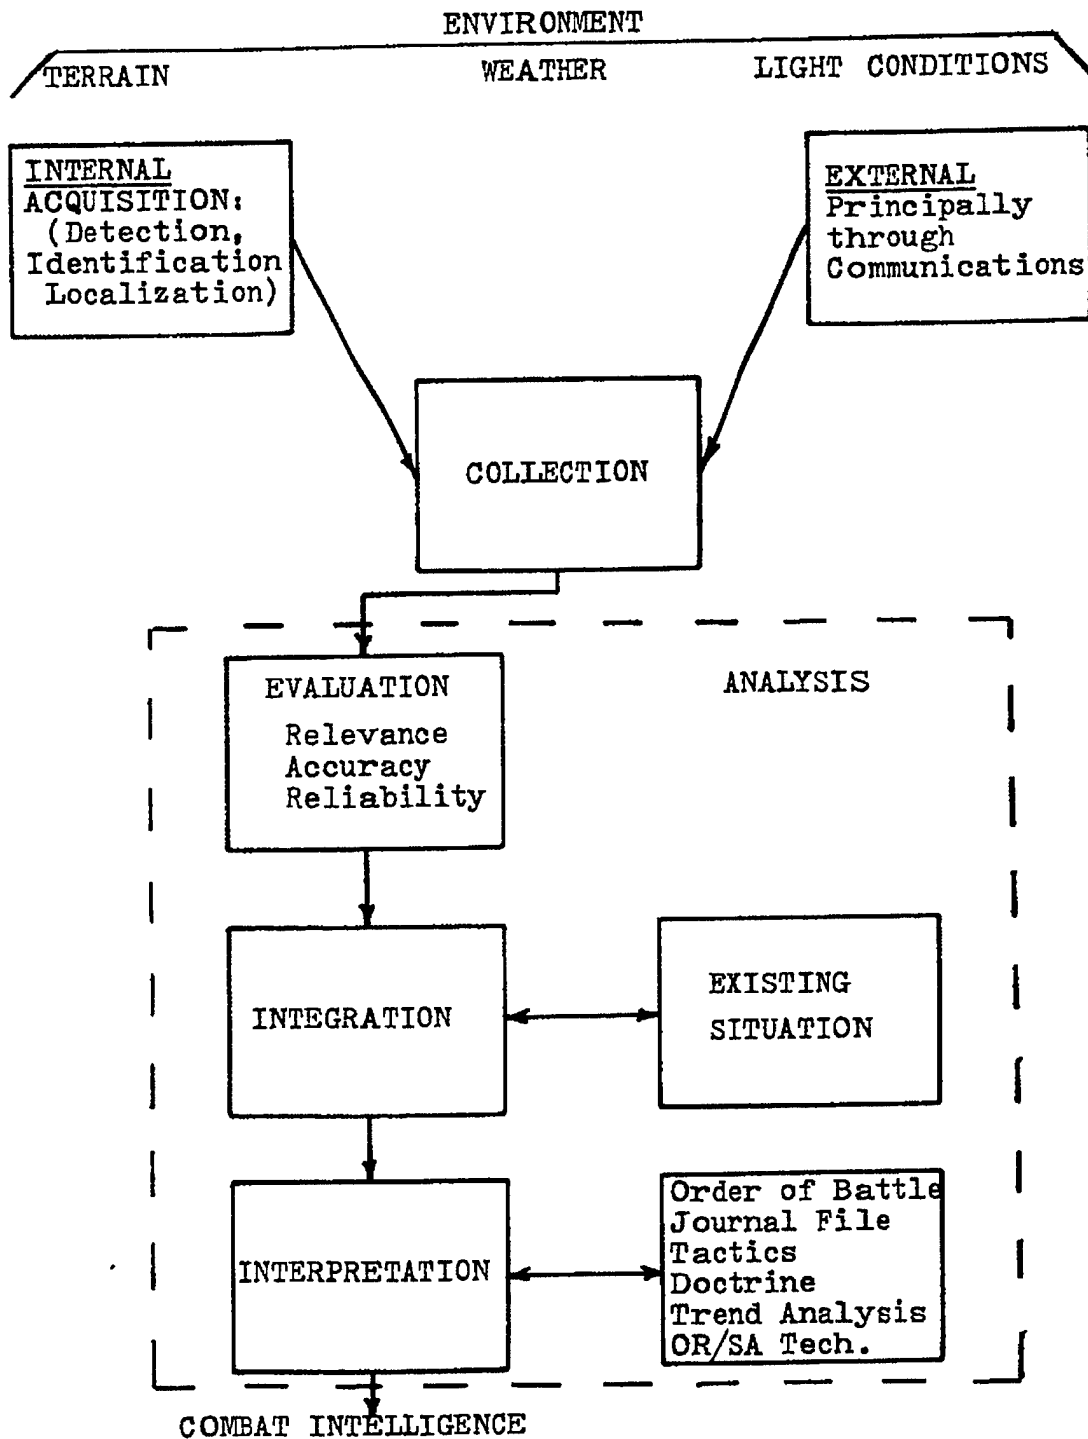 ENVIRONMENT
TERRAIN WEATHER LIGHT CONDITIONS
INTERNAL
ACQUISITION:
(Detection,
Identification
Localization)
EXTERNAL
Principally
through
Communications
COLLECTION
ANALYSIS
EVALUATION
Relevance
Accuracy
Reliability
INTEGRATION
EXISTING
SITUATION
INTERPRETATION
Order of Battle
Journal File
Tactics
Doctrine
Trend Analysis
OR/SA Tech.
COMBAT INTELLIGENCE